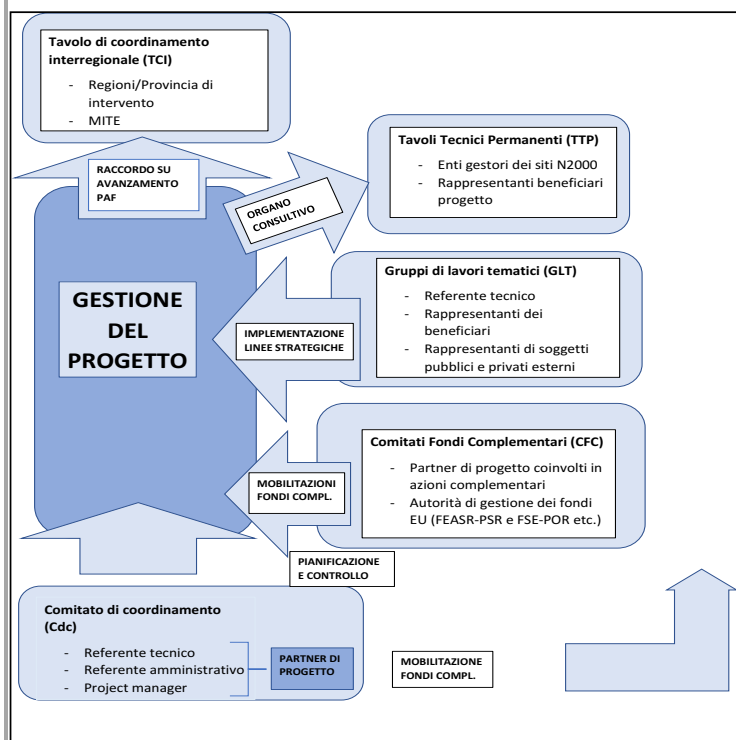 Tavolo di coordinamento
interregionale (TCI)
- Regioni/Provincia di
intervento
- MITE
RACCORDO SU
AVANZAMENTO
PAF
ORGANO
CONSULTIVO
Tavoli Tecnici Permanenti (TTP)
- Enti gestori dei siti N2000
- Rappresentanti beneficiari
progetto
GESTIONE
DEL
PROGETTO
IMPLEMENTAZIONE
LINEE STRATEGICHE
Gruppi di lavori tematici (GLT)
- Referente tecnico
- Rappresentanti dei
beneficiari
- Rappresentanti di soggetti
pubblici e privati esterni
MOBILITAZIONI
FONDI COMPL.
Comitati Fondi Complementari (CFC)
- Partner di progetto coinvolti in
azioni complementari
- Autorità di gestione dei fondi
EU (FEASR-PSR e FSE-POR etc.)
PIANIFICAZIONE
E CONTROLLO
Comitato di coordinamento
(Cdc)
- Referente tecnico
- Referente amministrativo
- Project manager
PARTNER DI
PROGETTO
MOBILITAZIONE
FONDI COMPL.